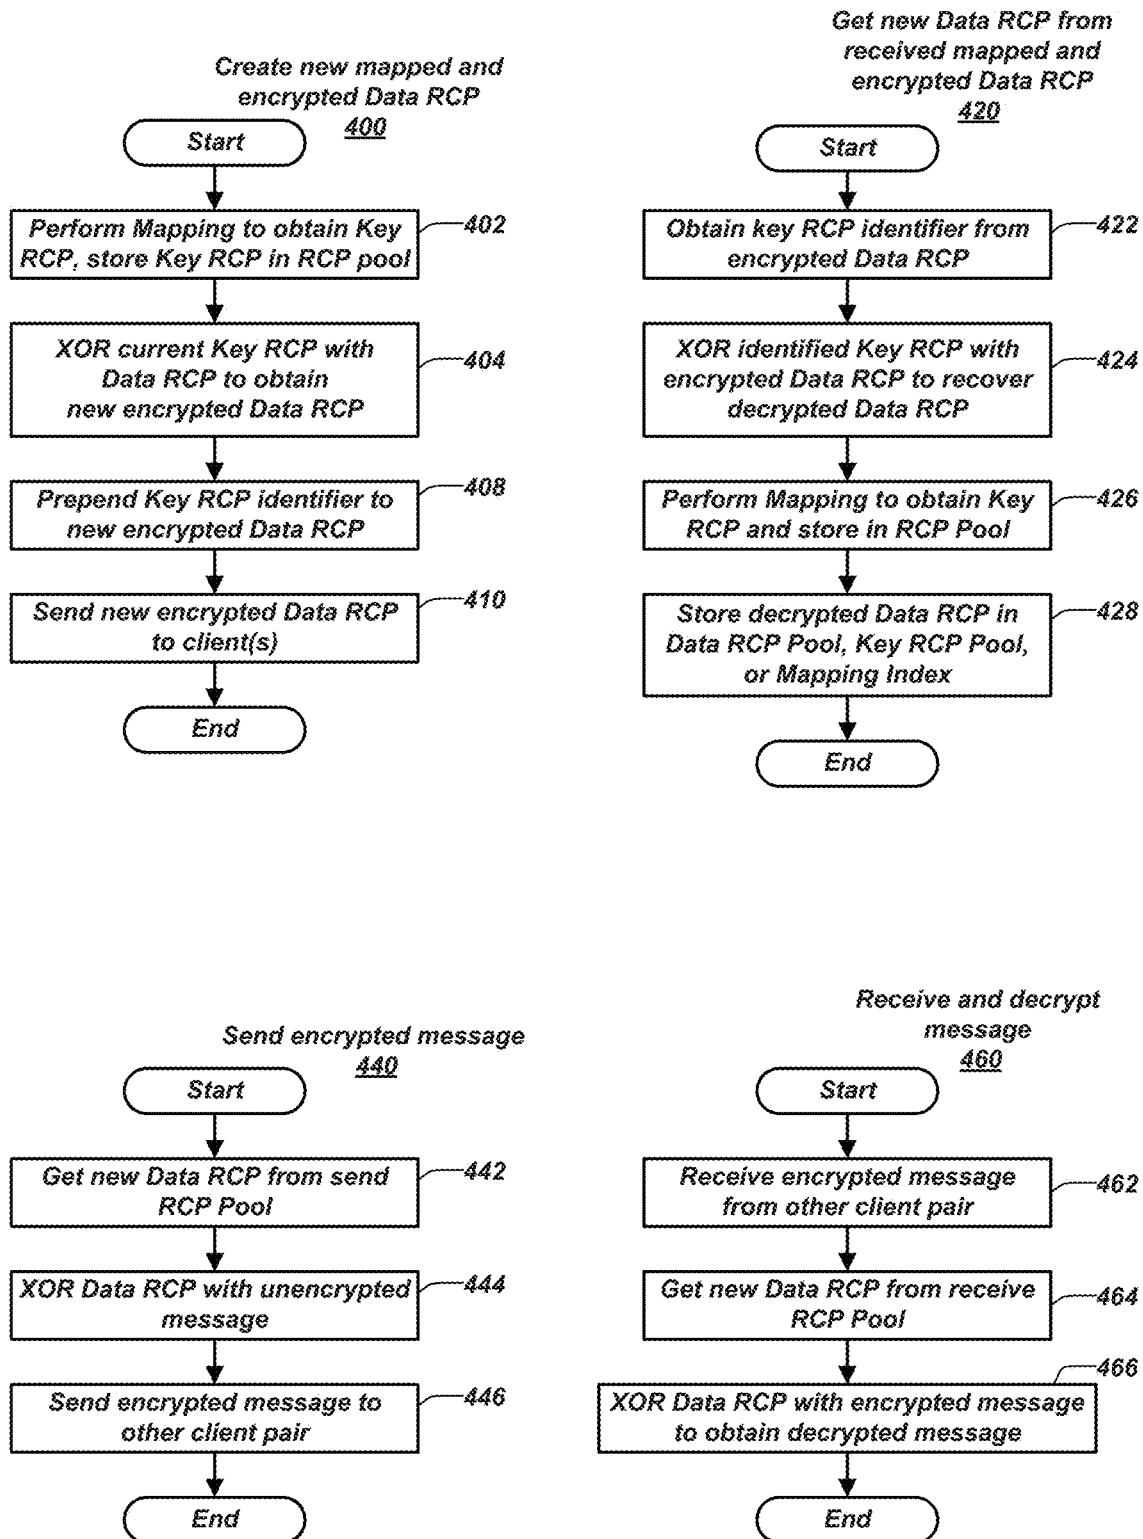 Create new mapped and
encrypted Data RCP
400
Start
Perform Mapping to obtain Key
RCP, store Key RCP in RCP pool
402
XOR current Key RCP with
Data RCP to obtain
new encrypted Data RCP
404
Prepend Key RCP identifier to
new encrypted Data RCP
408
Send new encrypted Data RCP
to client(s)
410
End
Get new Data RCP from
received mapped and
encrypted Data RCP
420
Start
Obtain key RCP identifier from
encrypted Data RCP
422
XOR identified Key RCP with
encrypted Data RCP to recover
decrypted Data RCP
424
Perform Mapping to obtain Key
RCP and store in RCP Pool
426
Store decrypted Data RCP in
Data RCP Pool, Key RCP Pool,
or Mapping Index
428
End
Send encrypted message
440
Start
Get new Data RCP from send
RCP Pool
442
XOR Data RCP with unencrypted
message
444
Send encrypted message to
other client pair
446
End
Receive and decrypt
message
460
Start
Receive encrypted message
from other client pair
462
Get new Data RCP from receive
RCP Pool
464
XOR Data RCP with encrypted message
to obtain decrypted message
466
End